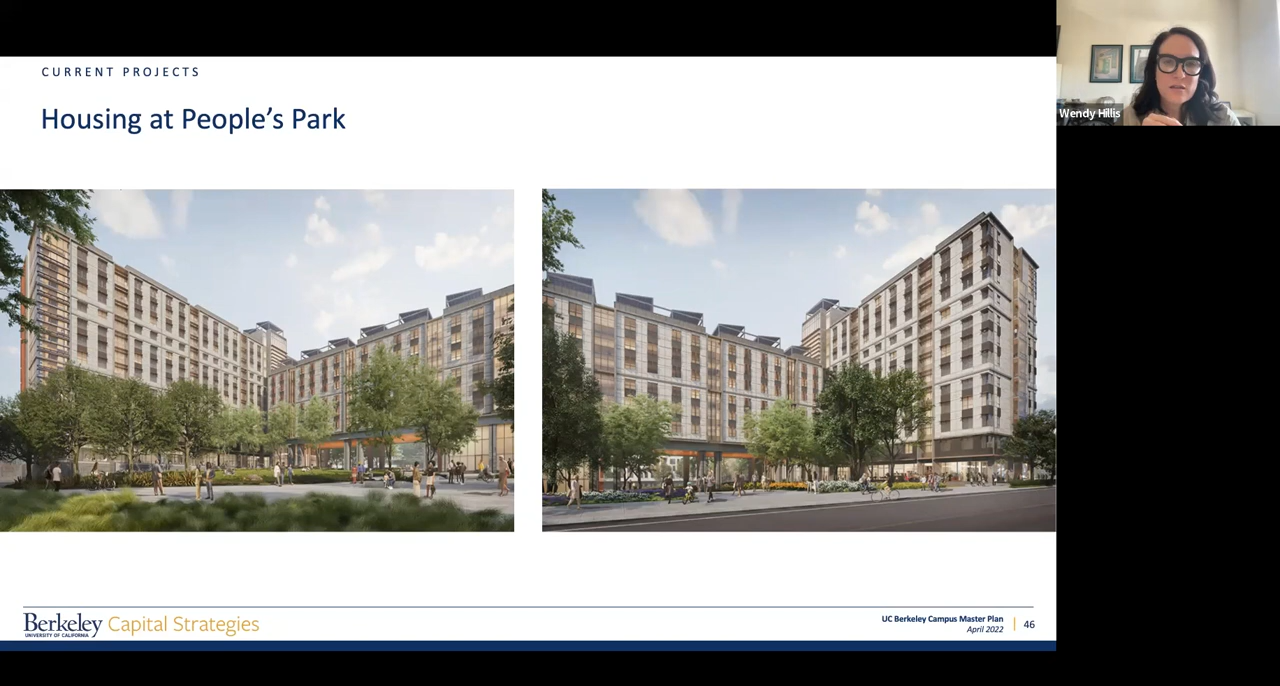 CURRENT PROJECTS
Housing at People's Park
Wendy Hillis
Berkeley
UNIVERSITY OF CALIFORNIA
Capital Strategies
UC Berkeley Campus Master Plan
April 2022
46